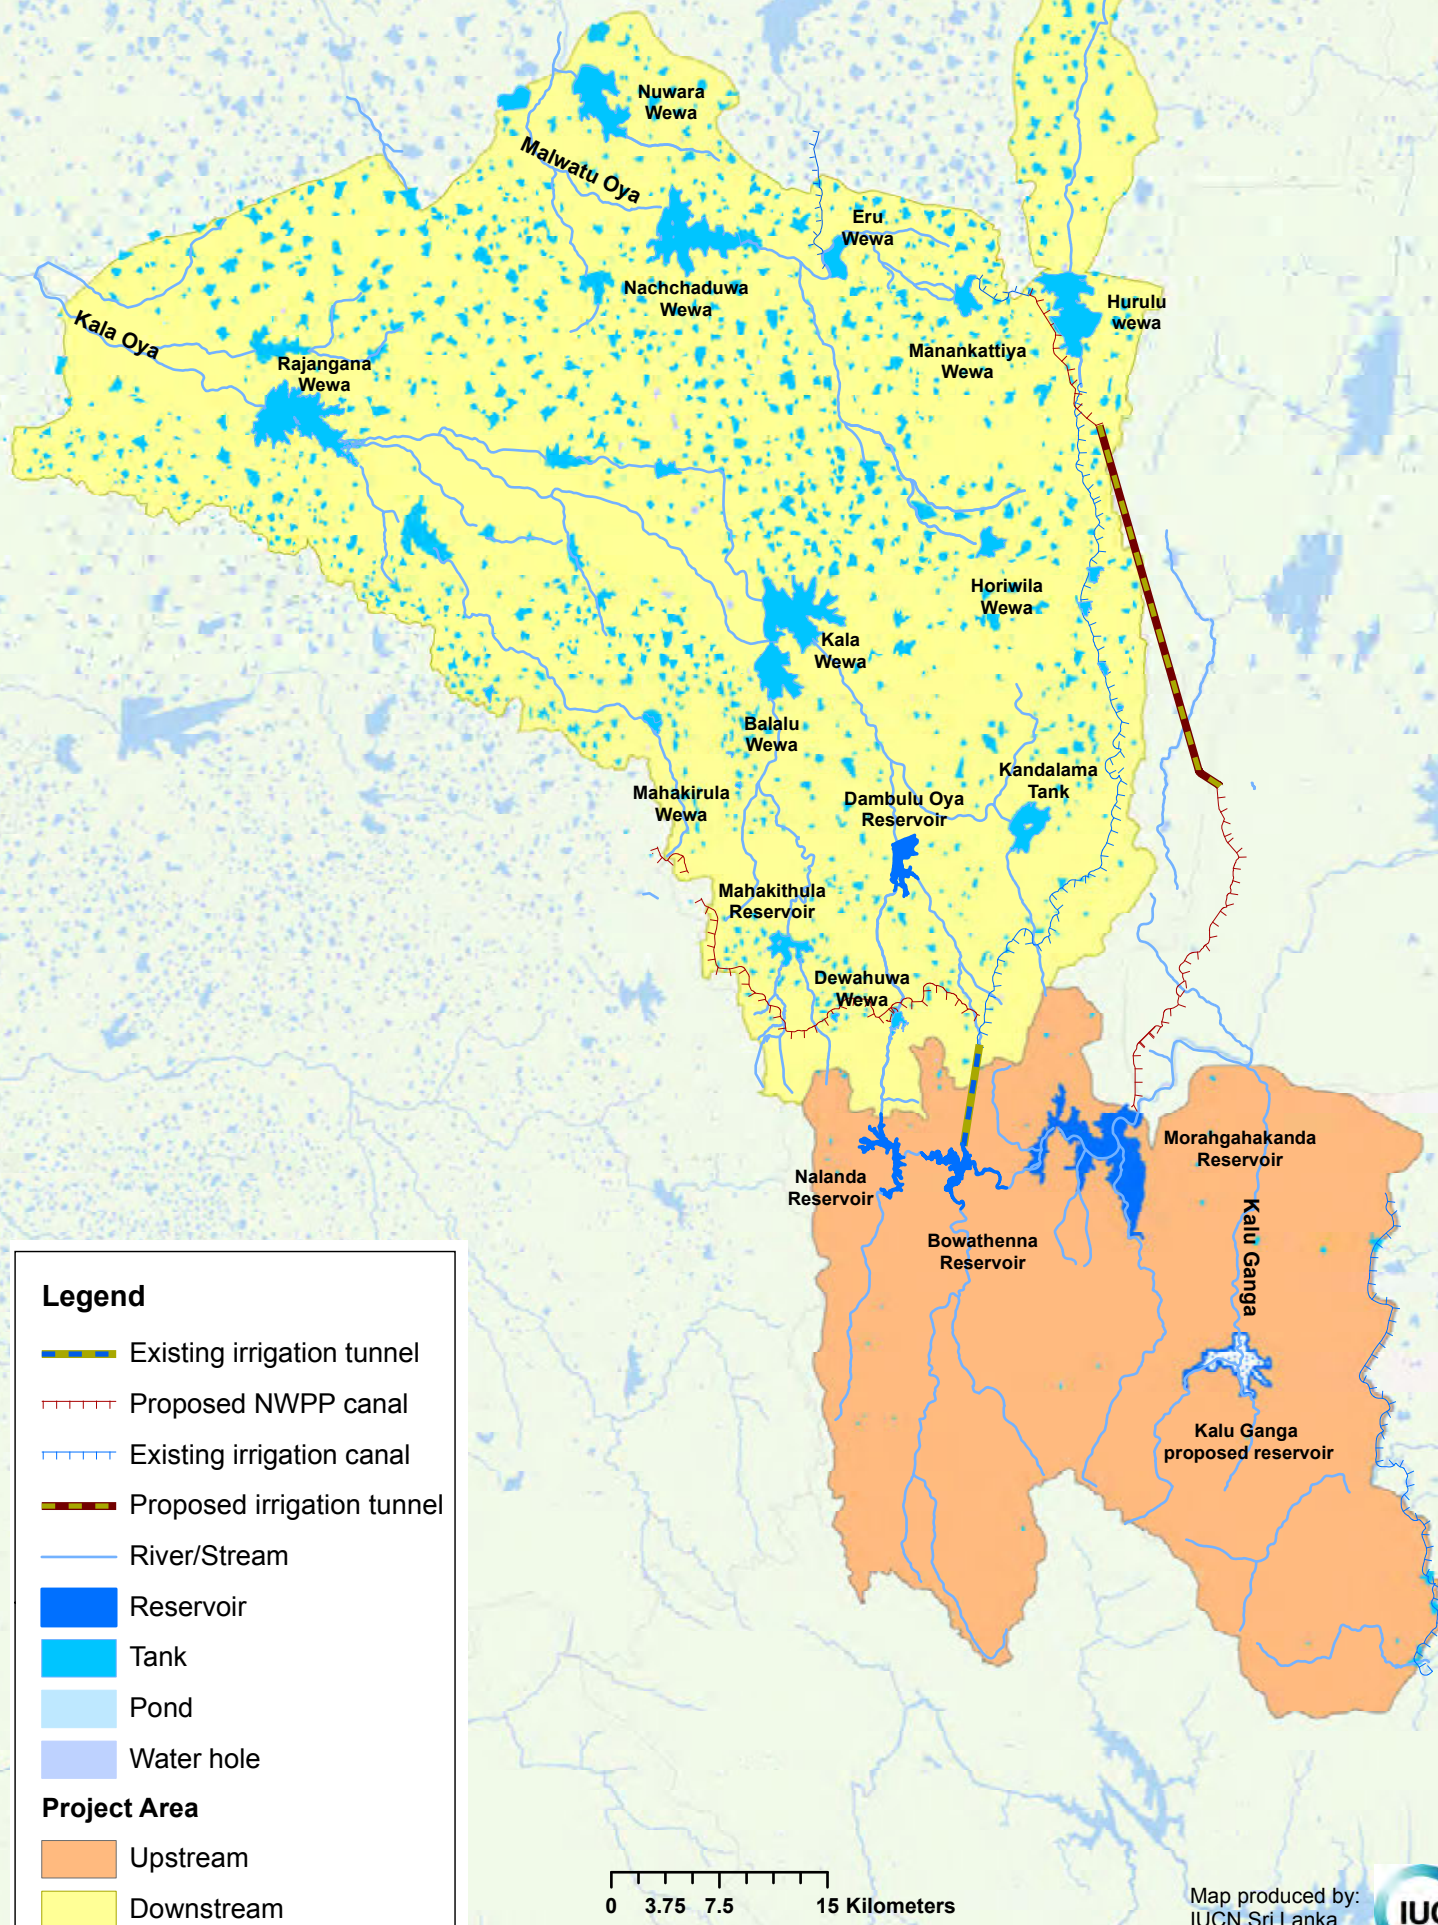 Nuwara
Wewa
Malwatu Oya
Eru
Wewa
Nachchaduwa
Wewa
Hurulu
wewa
Kala Oya
Rajangana
Wewa
Manankattiya
Wewa
Horiwila
Wewa
Kala
Wewa
Balalu
Wewa
Kandalama
Tank
Mahakirula
Wewa
Dambulu Oya
Reservoir
Mahakithula
Reservoir
Dewahuwa
Wewa
Morahgahakanda
Reservoir
Nalanda
Reservoir
Kalu Ganga
Bowathenna
Reservoir
Kalu Ganga
proposed reservoir
Legend
Existing irrigation tunnel
Proposed NWPP canal
Existing irrigation canal
Proposed irrigation tunnel
River/Stream
Reservoir
Tank
Pond
Water hole
Project Area
Upstream
Downstream
0 3.75 7.5 15 Kilometers
Map produced by:
IUCN Sri Lanka
IUC